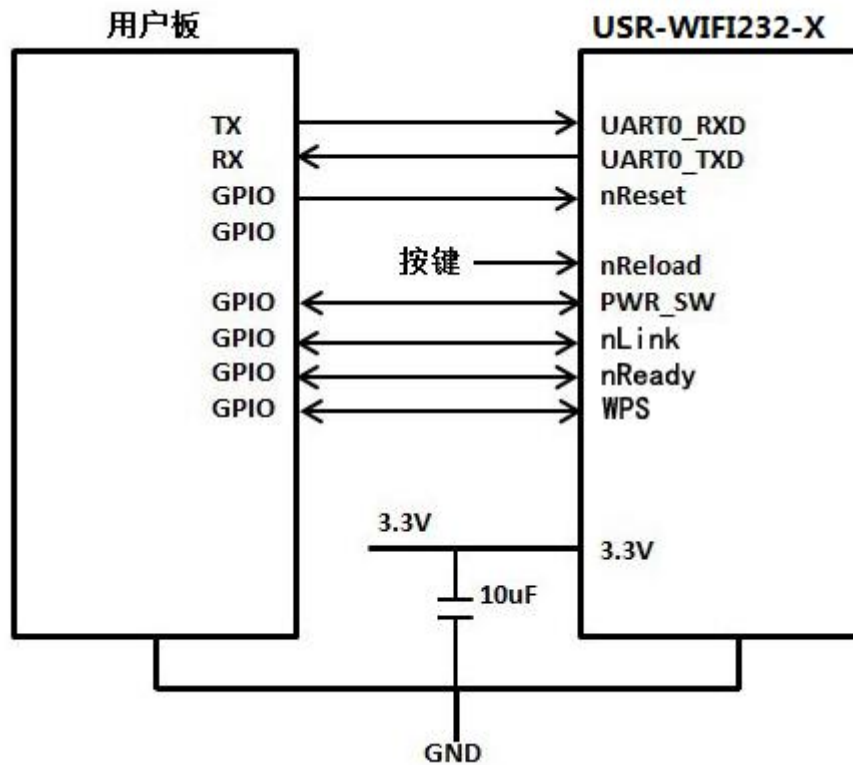 用户板 USR-WIFI232-X
TX UART0_RXD
RX UART0_TXD
GPIO nReset
GPIO
按键 nReload
GPIO PWR_SW
GPIO nLink
GPIO nReady
GPIO WPS
3.3V
3.3V
10uF
GND